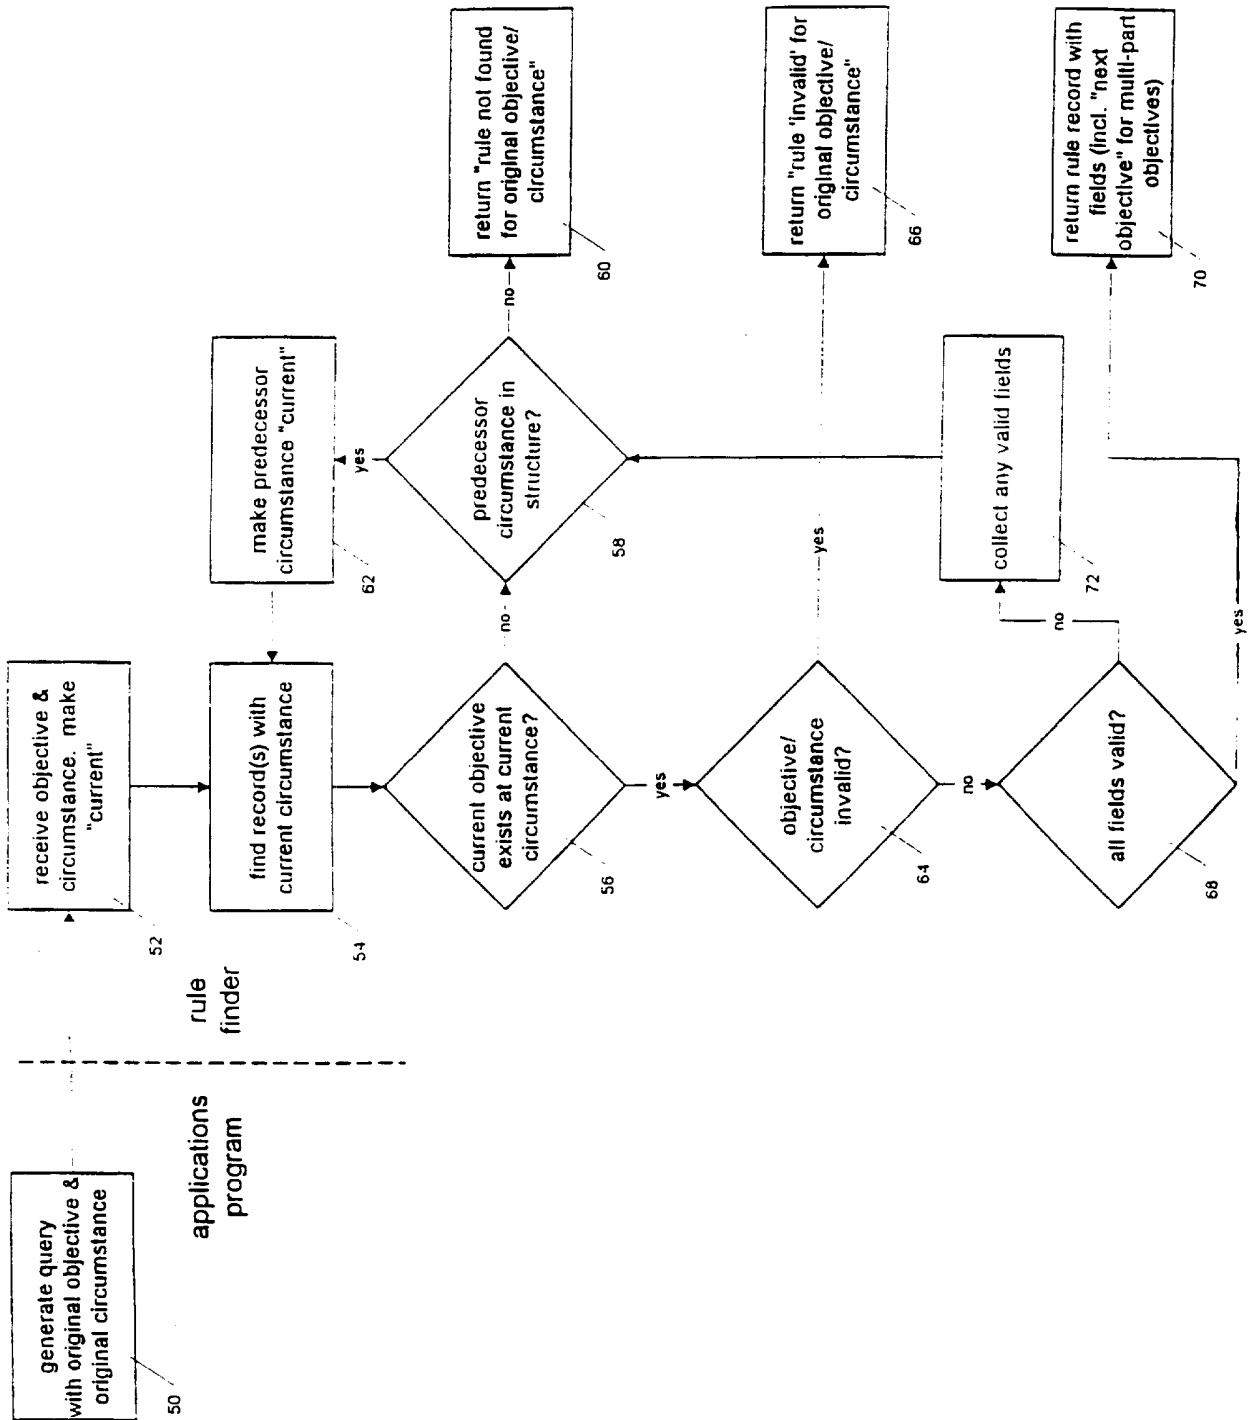 generate query
with original objective &
original circumstance
50
applications
program
rule
finder
receive objective &
circumstance. make
"current"
52
find record(s) with
current circumstance
54
make predecessor
circumstance "current"
62
current objective
exists at current
circumstance?
56
no
yes
predecessor
circumstance in
structure?
58
yes
no
return "rule not found
for original objective/
circumstance"
60
objective/
circumstance
invalid?
64
yes
no
return "rule 'invalid' for
original objective/
circumstance"
66
all fields valid?
68
no
yes
collect any valid fields
72
return rule record with
fields (incl. "next
objective" for multi-part
objectives)
70